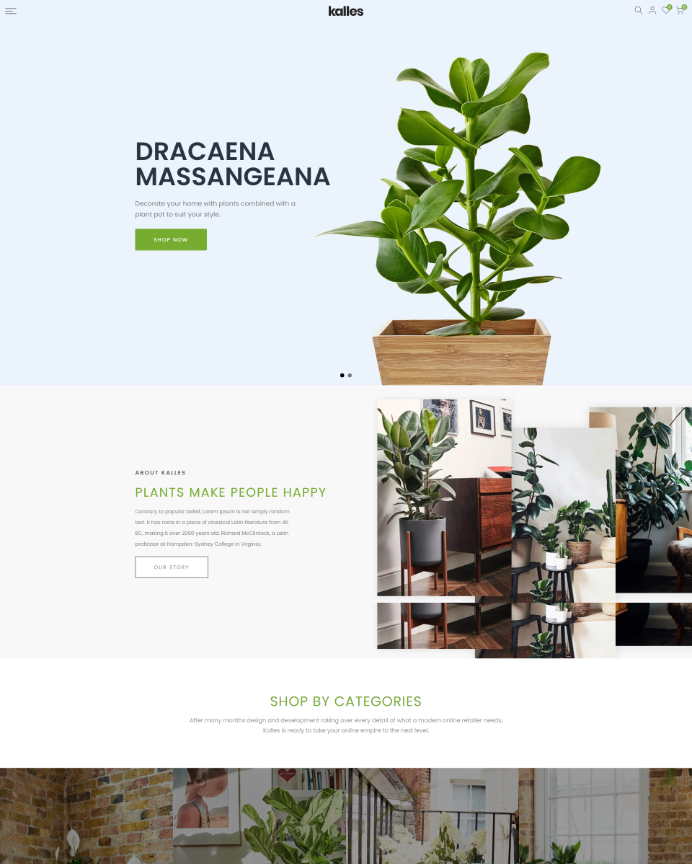 kalles
0
0
DRACAENA
MASSANGEANA
Decorate your home with plants combined with a
plant pot to suit your style.
SHOP NOW
ABOUT KALLES
PLANTS MAKE PEOPLE HAPPY
Contrary to popular belief, Lorem Ipsum is not simply random
text. It has roots in a piece of classical Latin literature from 45
BC, making it over 2000 years old. Richard McClintock, a Latin
professor at Hampden-Sydney College in Virginia.
OUR STORY
SHOP BY CATEGORIES
After many months design and development raking over every detail of what a modern online retailer needs,
Kalles is ready to take your online empire to the next level.